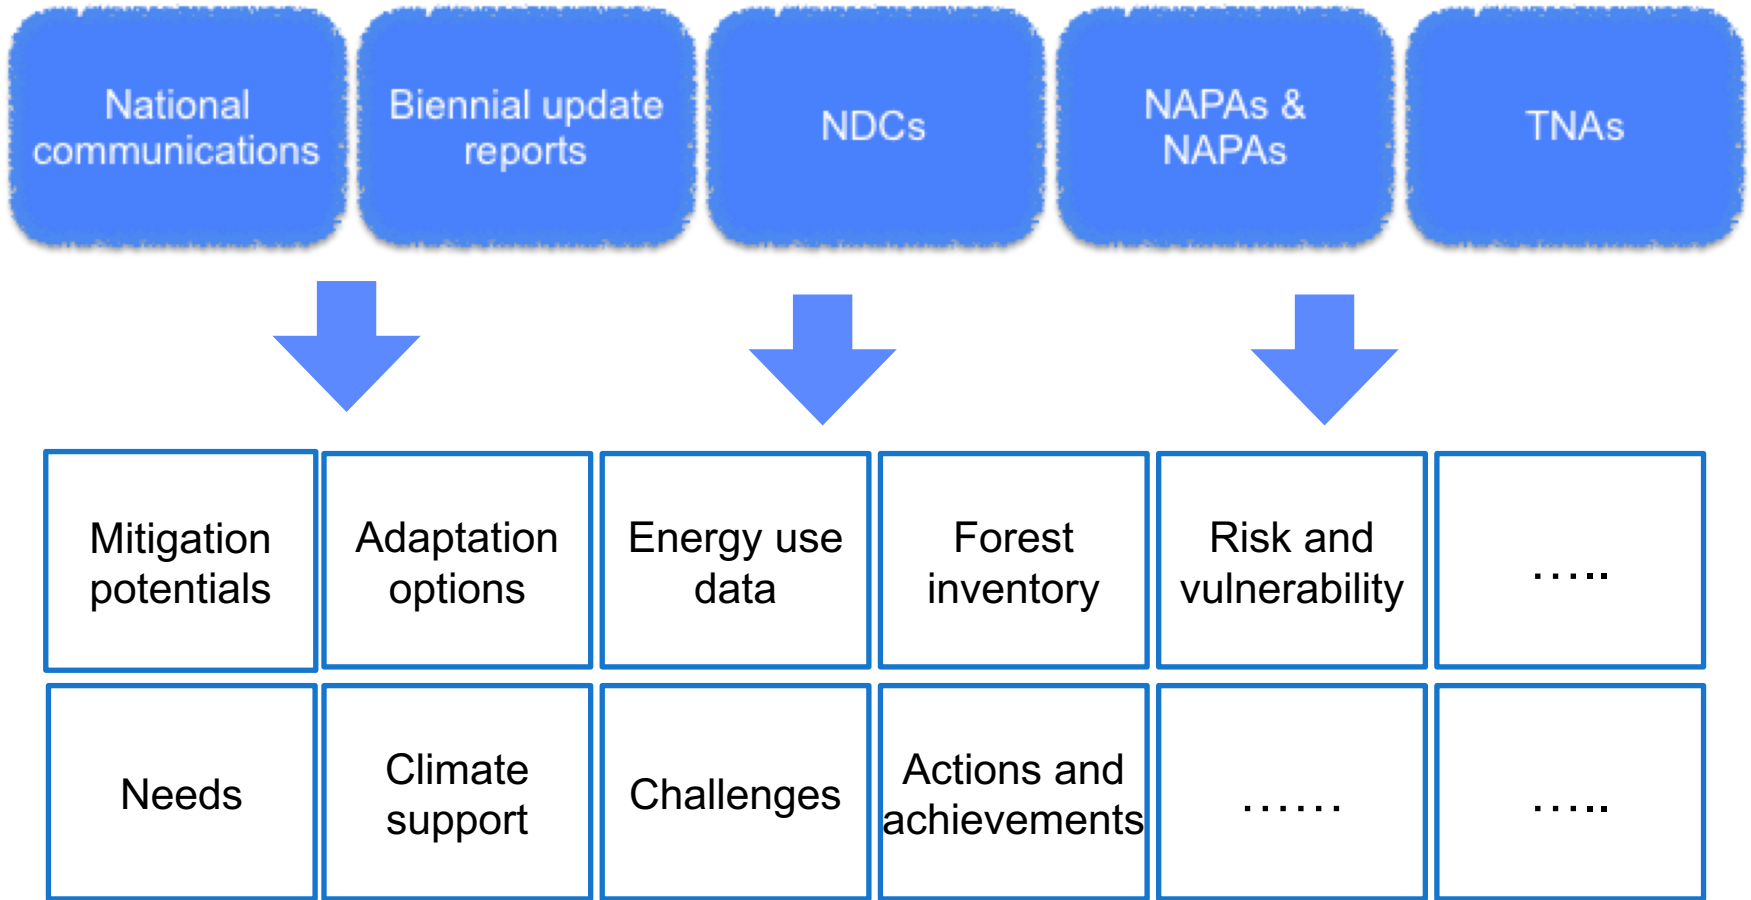 National
communications
Biennial update
reports
NDCs
NAPAs &
NAPAs
TNAs
Mitigation
potentials
Adaptation
options
Energy use
data
Forest
inventory
Risk and
vulnerability
…..
Needs
Climate
support
Challenges
Actions and
achievements
……
…..